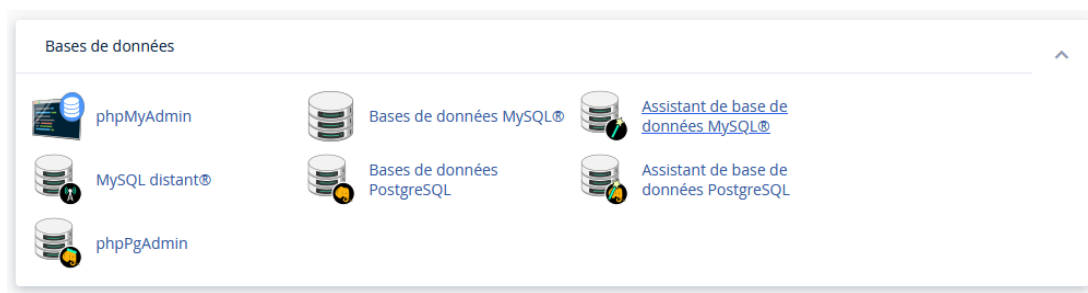 Bases de données
phpMyAdmin
Bases de données MySQL®
Assistant de base de
données MySQL®
MySQL distant®
Bases de données
PostgreSQL
Assistant de base de
données PostgreSQL
phpPgAdmin